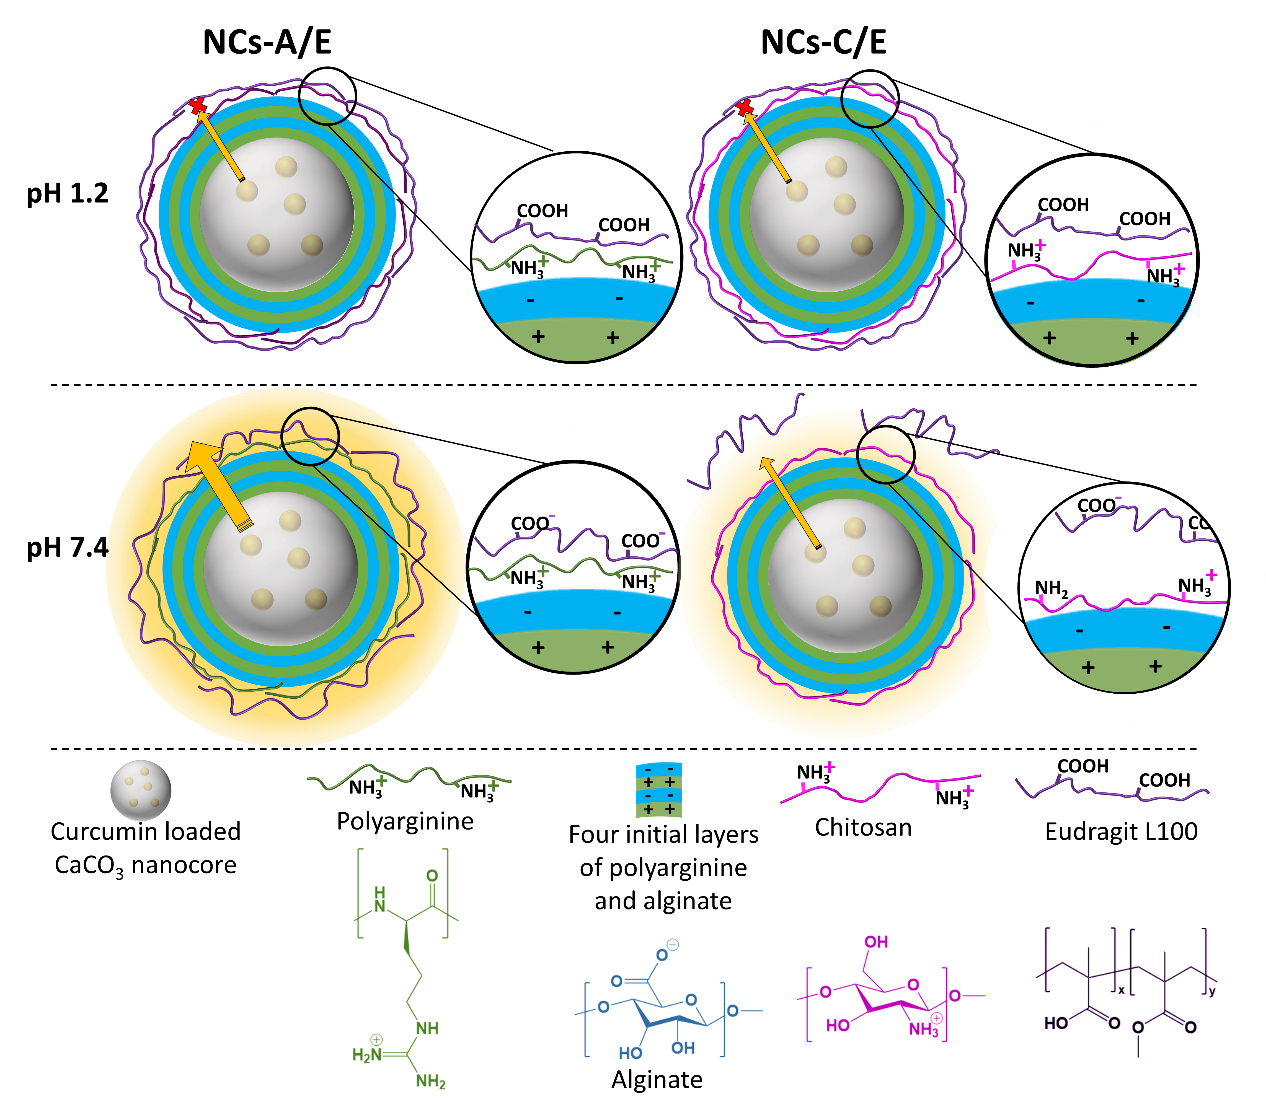 NCs-A/E
NCs-C/E
pH 1.2
COOH
COOH
NH₃⁺
NH₃⁺
- -
+ +
COOH
COOH
NH₃⁺
NH₃⁺
- -
+ +
pH 7.4
COO⁻
COO⁻
NH₃⁺
NH₃⁺
- -
+ +
COO⁻
NH₂
NH₃⁺
- -
+ +
Curcumin loaded
CaCO₃ nanocore
NH₃⁺
NH₃⁺
Polyarginine
- -
+ +
- -
+ +
Four initial layers
of polyarginine
and alginate
NH₃⁺
NH₃⁺
Chitosan
COOH
COOH
Eudragit L100
H
N
O
NH
H₂N⊕
NH₂
O⊖
O
O
O
O
HO
OH
Alginate
OH
O
O
O
HO
NH₃⊕
x
y
HO
O
O
O